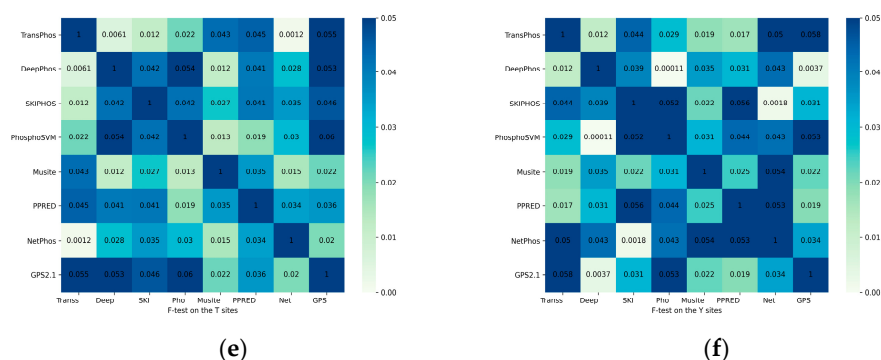 TransPhos 1 0.0061 0.012 0.022 0.043 0.045 0.0012 0.055
DeepPhos 0.0061 1 0.042 0.054 0.012 0.041 0.028 0.053
SKIPHOS 0.012 0.042 1 0.042 0.027 0.041 0.035 0.046
PhosphoSVM 0.022 0.054 0.042 1 0.013 0.019 0.03 0.06
Musite 0.043 0.012 0.027 0.013 1 0.035 0.015 0.022
PPRED 0.045 0.041 0.041 0.019 0.035 1 0.034 0.036
NetPhos 0.0012 0.028 0.035 0.03 0.015 0.034 1 0.02
GPS2.1 0.055 0.053 0.046 0.06 0.022 0.036 0.02 1
Transs Deep SKI Pho Musite PPRED Net GPS
F-test on the T sites
0.05
0.04
0.03
0.02
0.01
0.00
(e)
TransPhos 1 0.012 0.044 0.029 0.019 0.017 0.05 0.058
DeepPhos 0.012 1 0.039 0.00011 0.035 0.031 0.043 0.0037
SKIPHOS 0.044 0.039 1 0.052 0.022 0.056 0.0018 0.031
PhosphoSVM 0.029 0.00011 0.052 1 0.031 0.044 0.043 0.053
Musite 0.019 0.035 0.022 0.031 1 0.025 0.054 0.022
PPRED 0.017 0.031 0.056 0.044 0.025 1 0.053 0.019
NetPhos 0.05 0.043 0.0018 0.043 0.054 0.053 1 0.034
GPS2.1 0.058 0.0037 0.031 0.053 0.022 0.019 0.034 1
Transs Deep SKI Pho Musite PPRED Net GPS
F-test on the Y sites
0.05
0.04
0.03
0.02
0.01
0.00
(f)